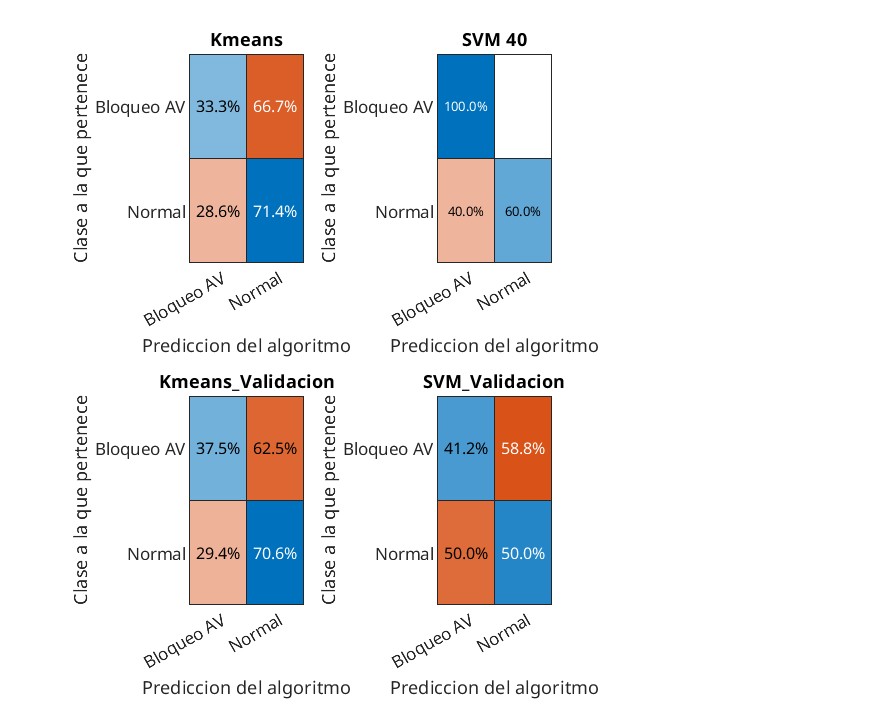 Kmeans
Clase a la que pertenece
Bloqueo AV
33.3% 66.7%
Normal
28.6% 71.4%
Bloqueo AV
Normal
Prediccion del algoritmo
SVM 40
Clase a la que pertenece
Bloqueo AV
100.0%
Normal
40.0% 60.0%
Bloqueo AV
Normal
Prediccion del algoritmo
Kmeans_Validacion
Clase a la que pertenece
Bloqueo AV
37.5% 62.5%
Normal
29.4% 70.6%
Bloqueo AV
Normal
Prediccion del algoritmo
SVM_Validacion
Clase a la que pertenece
Bloqueo AV
41.2% 58.8%
Normal
50.0% 50.0%
Bloqueo AV
Normal
Prediccion del algoritmo